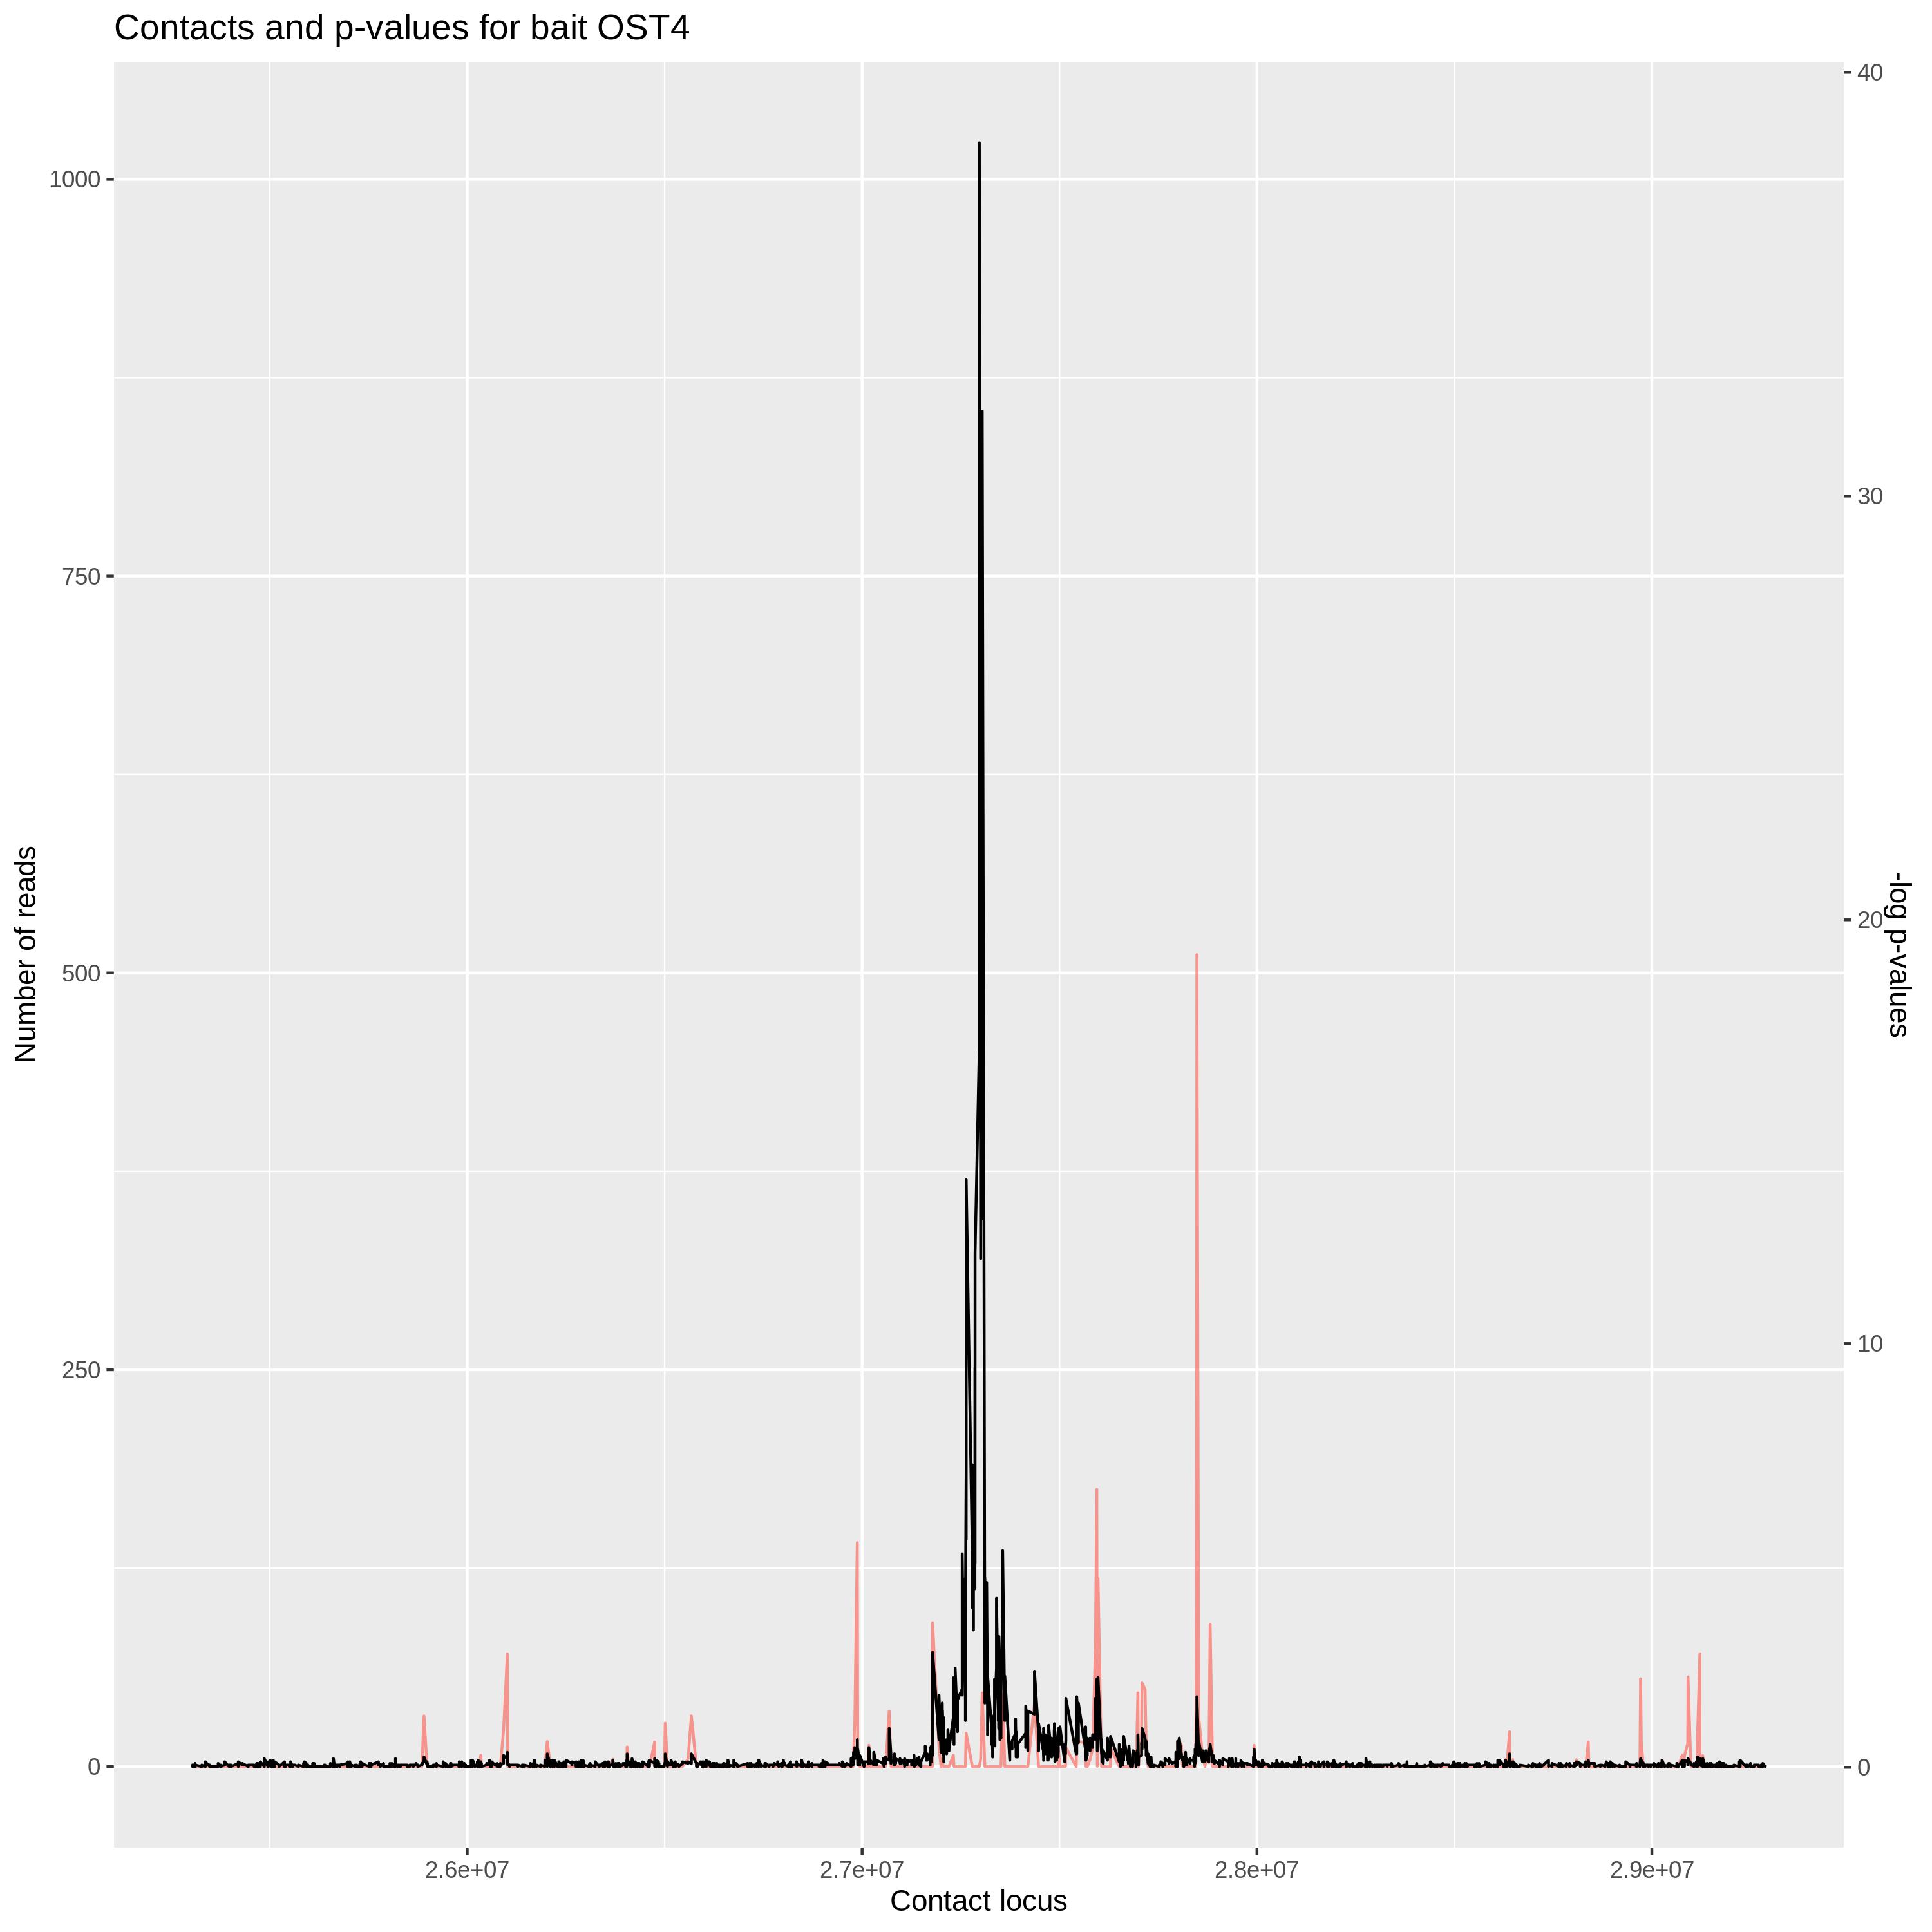 Contacts and p-values for bait OST4
Number of reads
1000
750
500
250
0
40
30
20
10
0
-log p-values
2.6e+07
2.7e+07
2.8e+07
2.9e+07
Contact locus